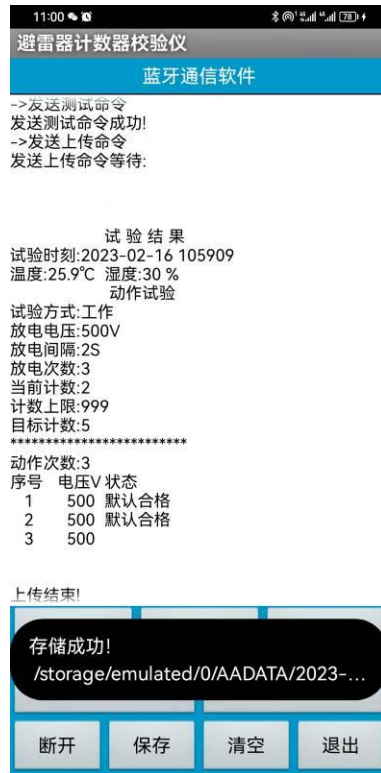 11:00
78
避雷器计数器校验仪
蓝牙通信软件
->发送测试命令
发送测试命令成功!
->发送上传命令
发送上传命令等待:
试 验 结 果
试验时刻:2023-02-16 105909
温度:25.9℃ 湿度:30 %
动作试验
试验方式:工作
放电电压:500V
放电间隔:2S
放电次数:3
当前计数:2
计数上限:999
目标计数:5
*************************
动作次数:3
序号 电压V 状态
1 500 默认合格
2 500 默认合格
3 500
上传结束!
存储成功!
/storage/emulated/0/AADATA/2023-...
断开 保存 清空 退出